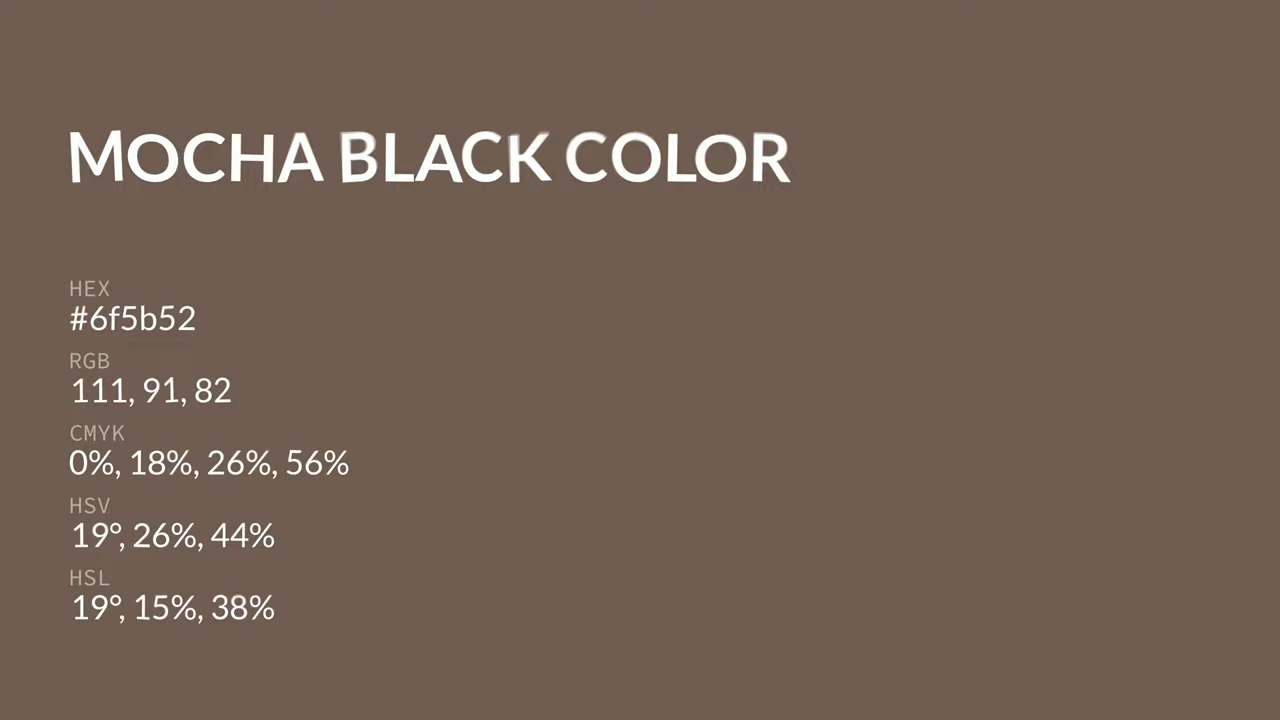 MOCHA BLACK COLOR
HEX
#6f5b52
RGB
111, 91, 82
CMYK
0%, 18%, 26%, 56%
HSV
19°, 26%, 44%
HSL
19°, 15%, 38%